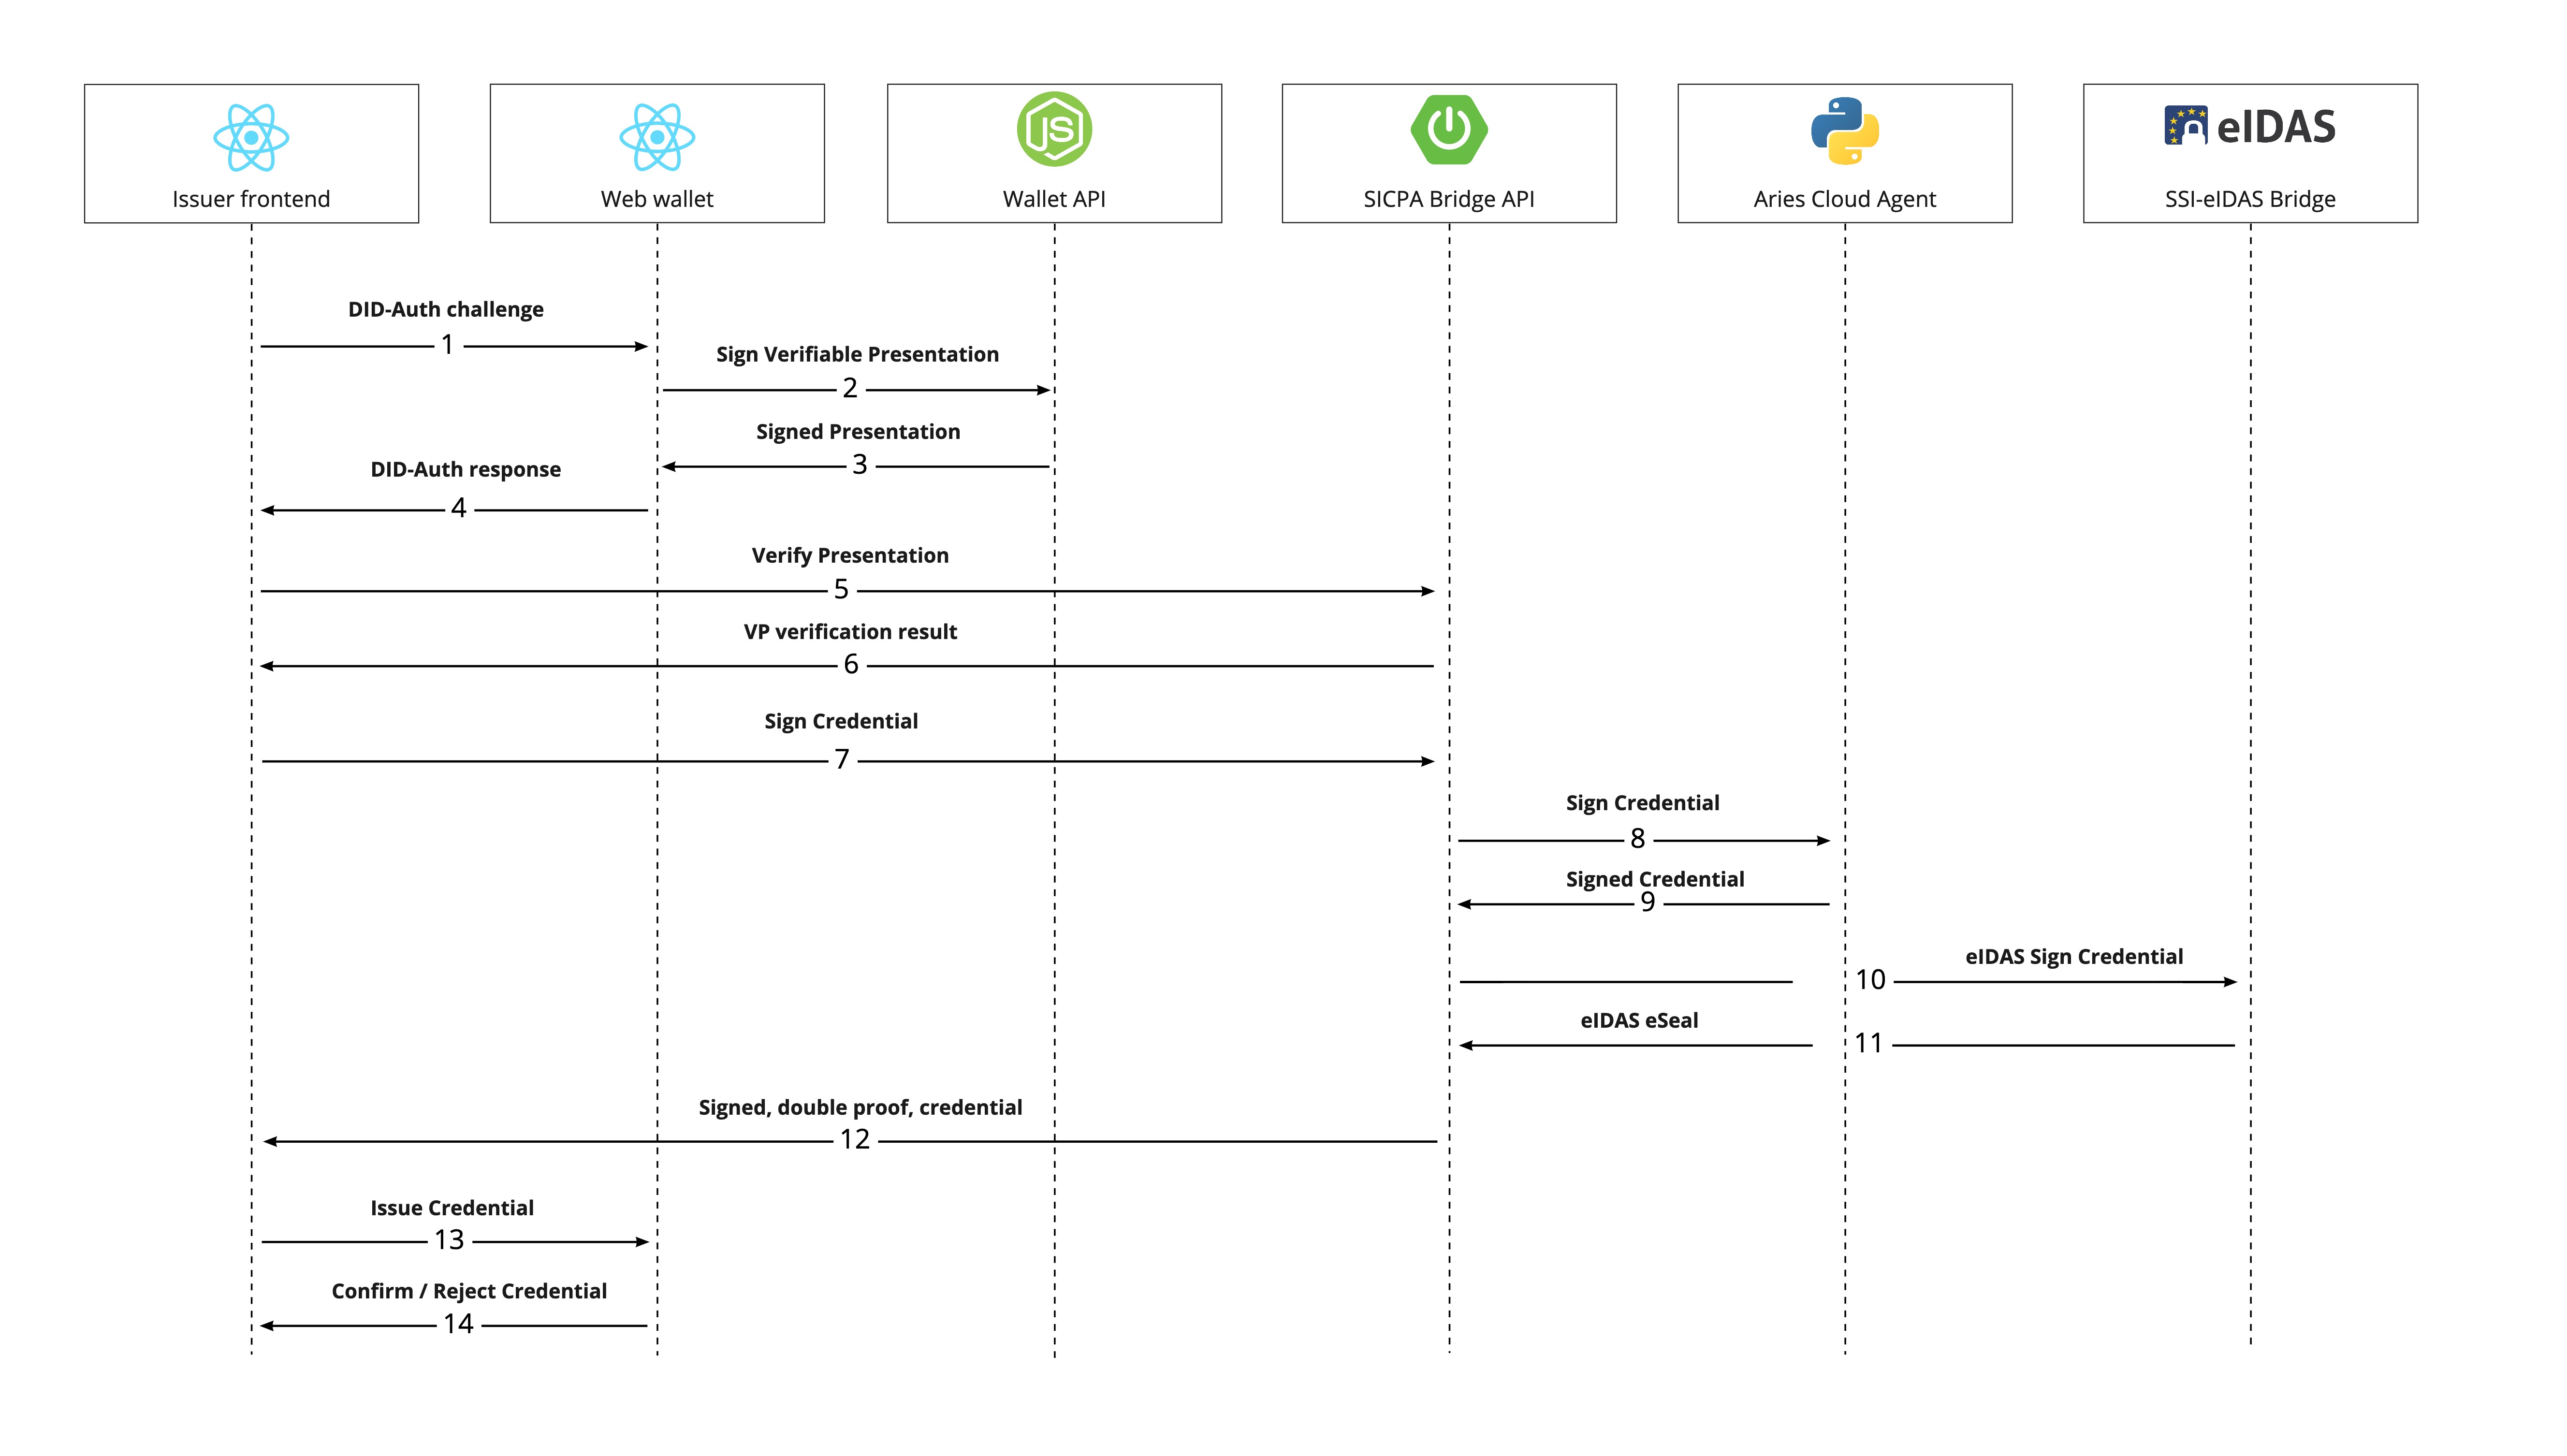 JS
eIDAS
Issuer frontend
Web wallet
Wallet API
SICPA Bridge API
Aries Cloud Agent
SSI-eIDAS Bridge
DID-Auth challenge
1
Sign Verifiable Presentation
2
Signed Presentation
3
DID-Auth response
4
Verify Presentation
5
VP verification result
6
Sign Credential
7
Sign Credential
8
Signed Credential
9
eIDAS Sign Credential
10
eIDAS eSeal
11
Signed, double proof, credential
12
Issue Credential
13
Confirm / Reject Credential
14